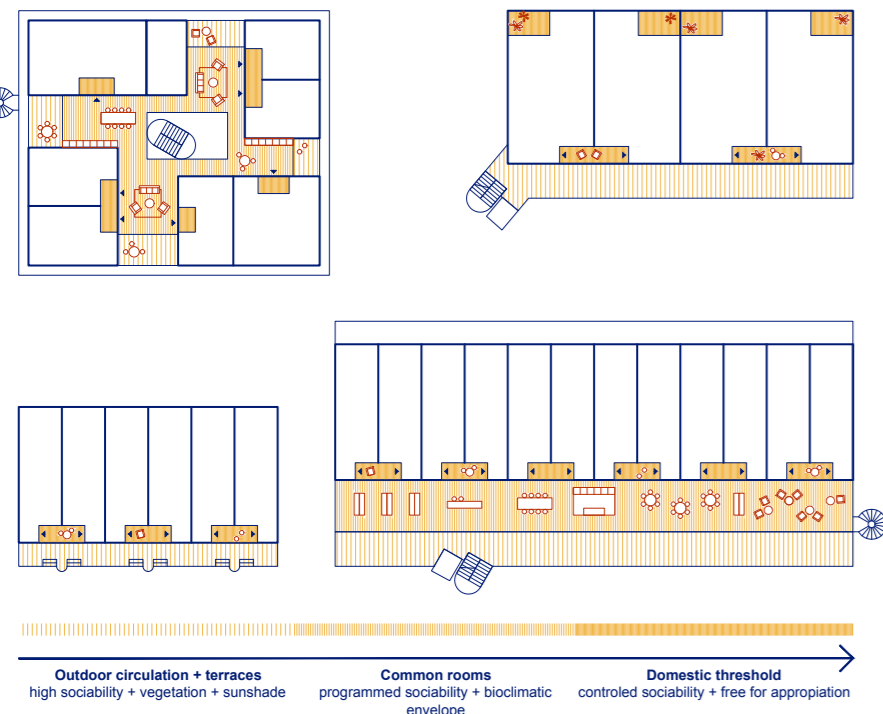 Outdoor circulation + terraces
high sociability + vegetation + sunshade
Common rooms
programmed sociability + bioclimatic
envelope
Domestic threshold
controled sociability + free for appropiation